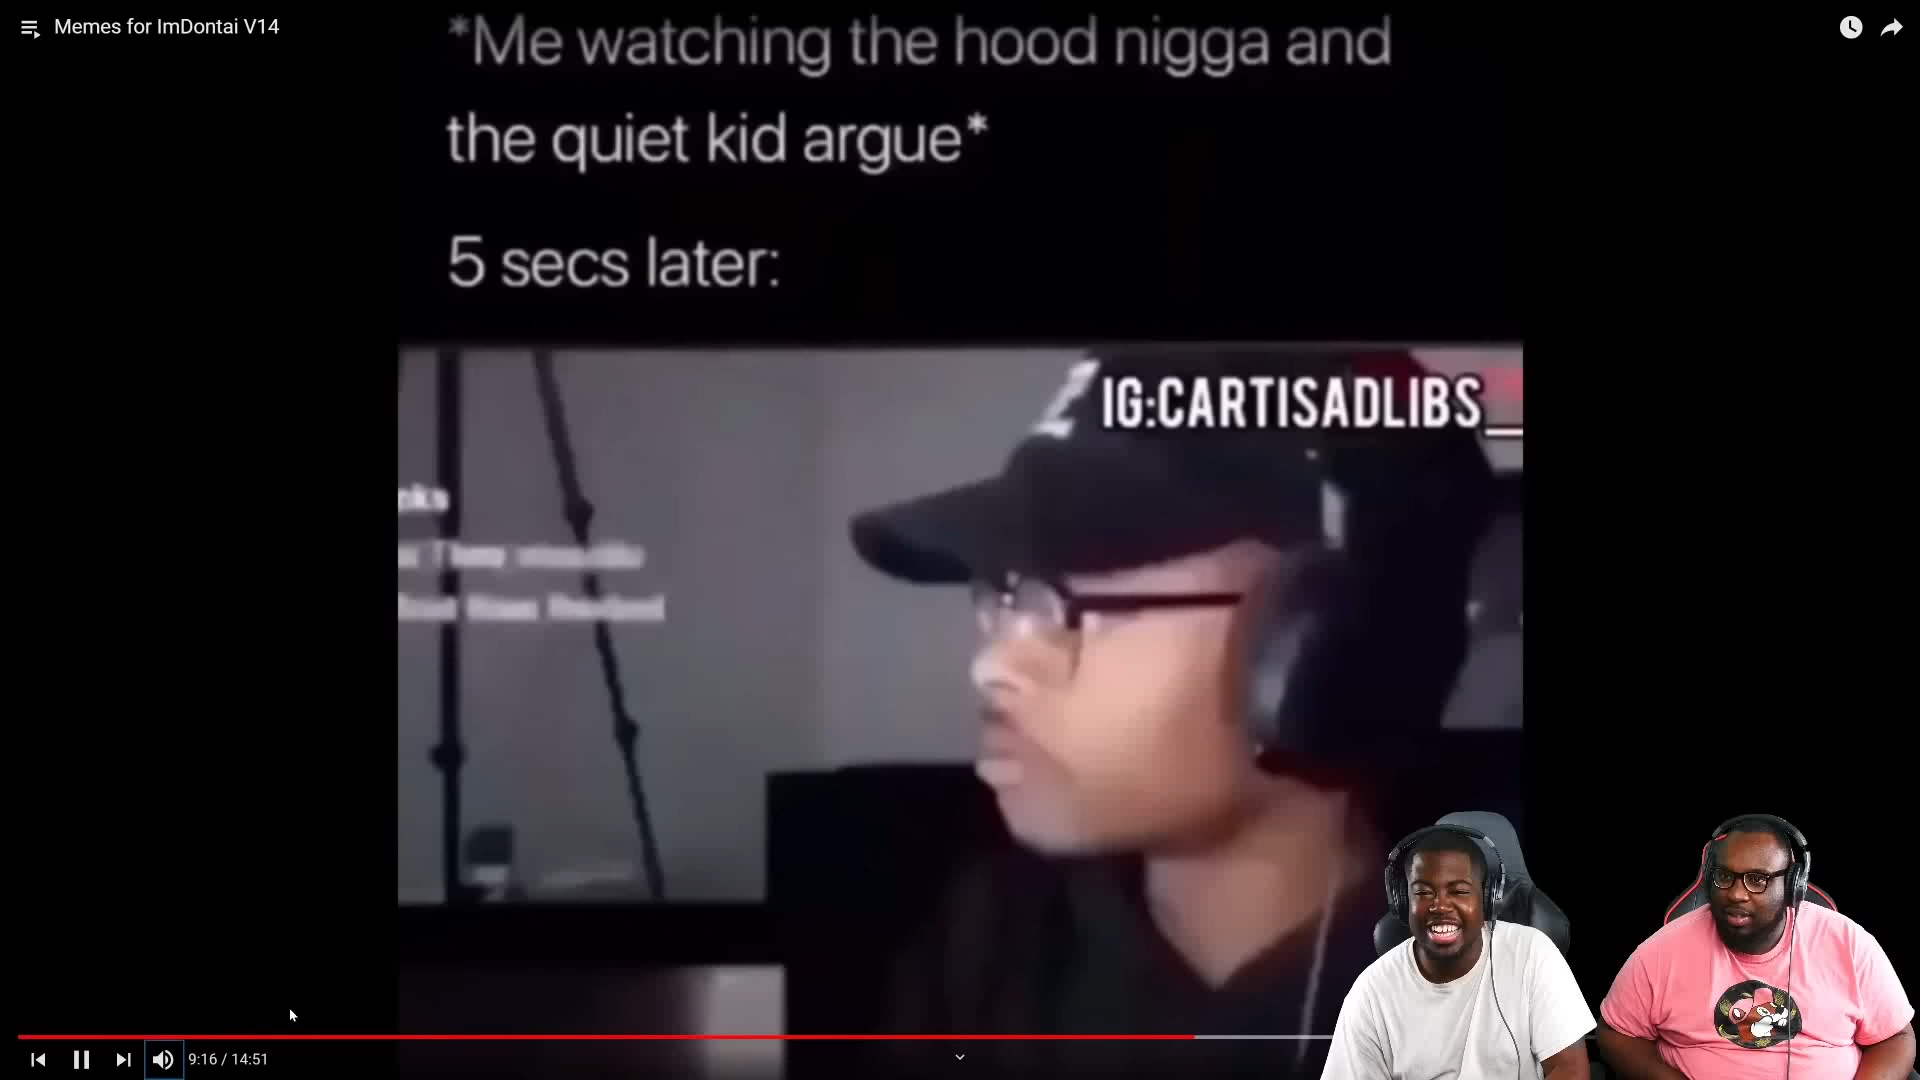 Memes for ImDontai V14
*Me watching the hood nigga and
the quiet kid argue*
5 secs later:
IG:CARTISADLIBS_
9:16 / 14:51